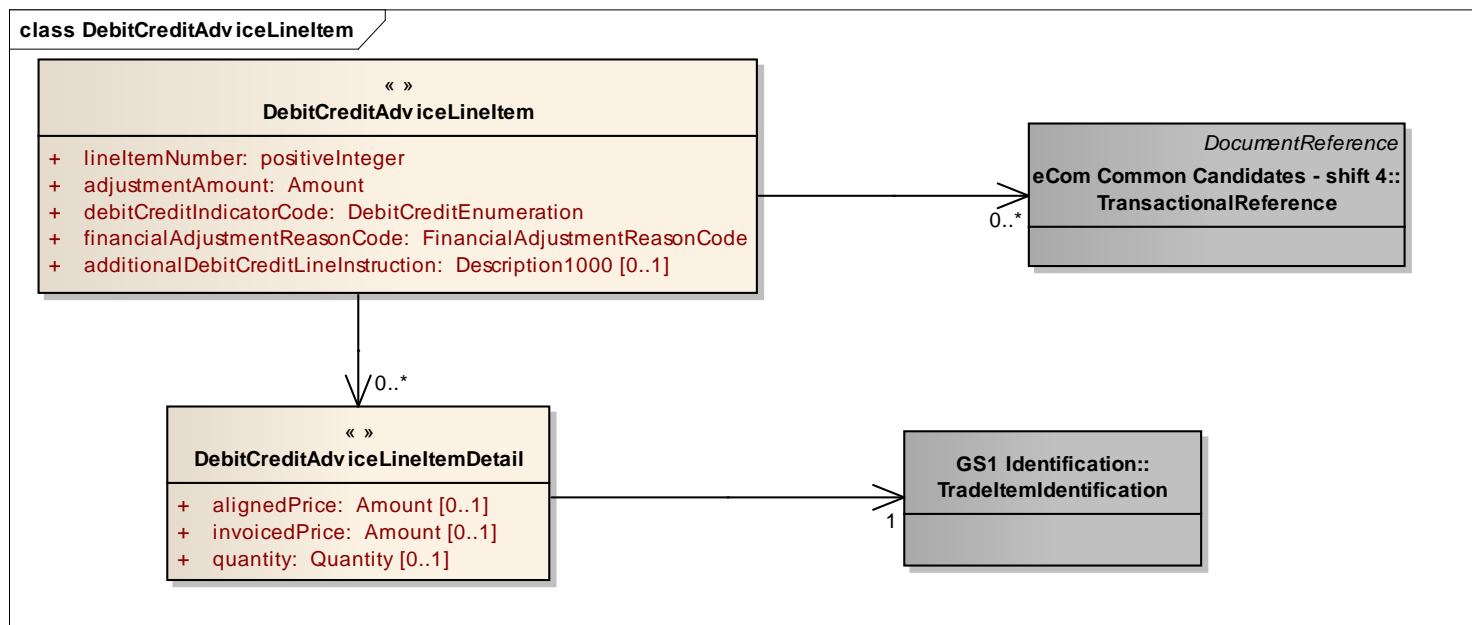 class DebitCreditAdviceLineItem
« »
DebitCreditAdviceLineItem
+ lineItemNumber: positiveInteger
+ adjustmentAmount: Amount
+ debitCreditIndicatorCode: DebitCreditEnumeration
+ financialAdjustmentReasonCode: FinancialAdjustmentReasonCode
+ additionalDebitCreditLineInstruction: Description1000 [0..1]
DocumentReference
eCom Common Candidates - shift 4::
TransactionalReference
0..*
0..*
« »
DebitCreditAdviceLineItemDetail
+ alignedPrice: Amount [0..1]
+ invoicedPrice: Amount [0..1]
+ quantity: Quantity [0..1]
GS1 Identification::
TradeItemIdentification
1